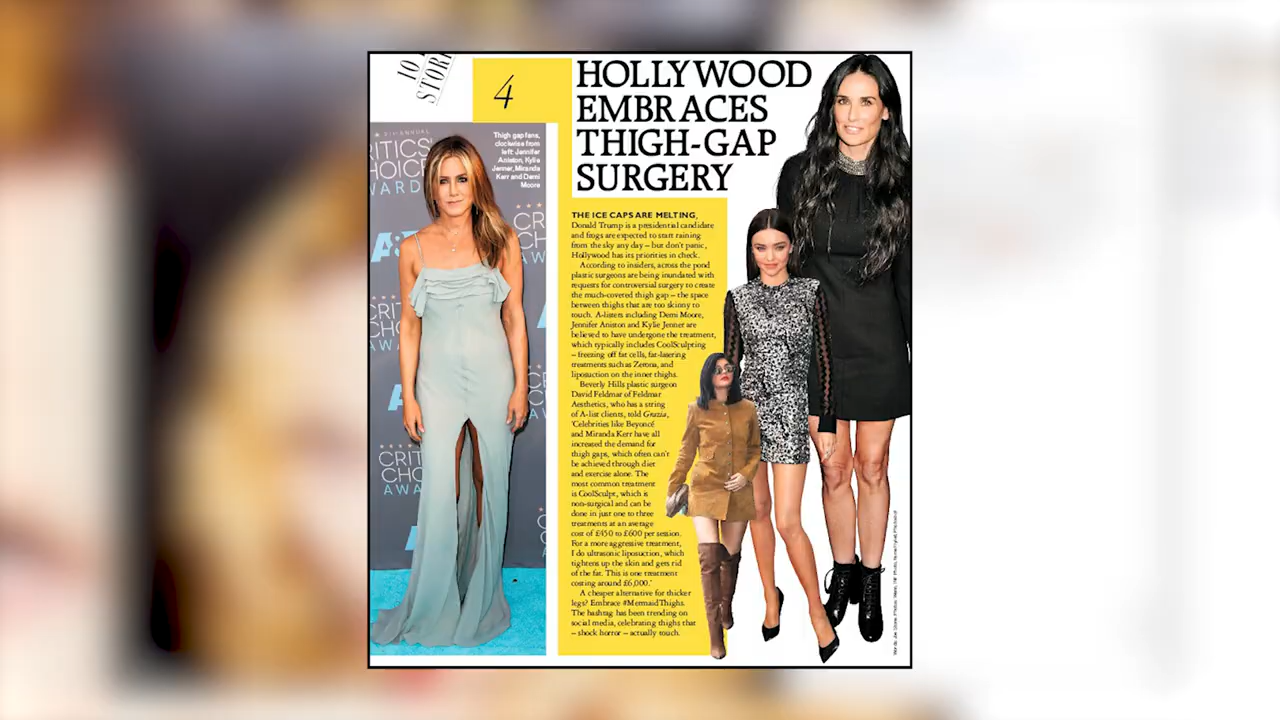 10
STORI
4
HOLLYWOOD
EMBRACES
THIGH-GAP
SURGERY
Thigh gap fans,
clockwise from
left: Jennifer
Aniston, Kylie
Jenner, Miranda
Kerr and Demi
Moore
ANNUAL
RITICS'
HOICE
WARD
CR
CH
CRIT
CHO
AWA
THE ICE CAPS ARE MELTING,
Donald Trump is a presidential candidate
and frogs are expected to start raining
from the sky any day – but don't panic,
Hollywood has its priorities in check.
According to insiders, across the pond
plastic surgeons are being inundated with
requests for controversial surgery to create
the much-coveted thigh gap – the space
between thighs that are too skinny to
touch. A-listers including Demi Moore,
Jennifer Aniston and Kylie Jenner are
believed to have undergone the treatment,
which typically includes CoolSculpting
– freezing off fat cells, fat-lasering
treatments such as Zerona, and
liposuction on the inner thighs.
Beverly Hills plastic surgeon
David Feldmar of Feldmar
Aesthetics, who has a string
of A-list clients, told Grazia,
'Celebrities like Beyoncé
and Miranda Kerr have all
increased the demand for
thigh gaps, which often can't
be achieved through diet
and exercise alone. The
most common treatment
is CoolSculpt, which is
non-surgical and can be
done in just one to three
treatments at an average
cost of £450 to £600 per session.
For a more aggressive treatment,
I do ultrasonic liposuction, which
tightens up the skin and gets rid
of the fat. This is one treatment
costing around £6,000.'
A cheaper alternative for thicker
legs? Embrace #MermaidThighs.
The hashtag has been trending on
social media, celebrating thighs that
– shock horror – actually touch.